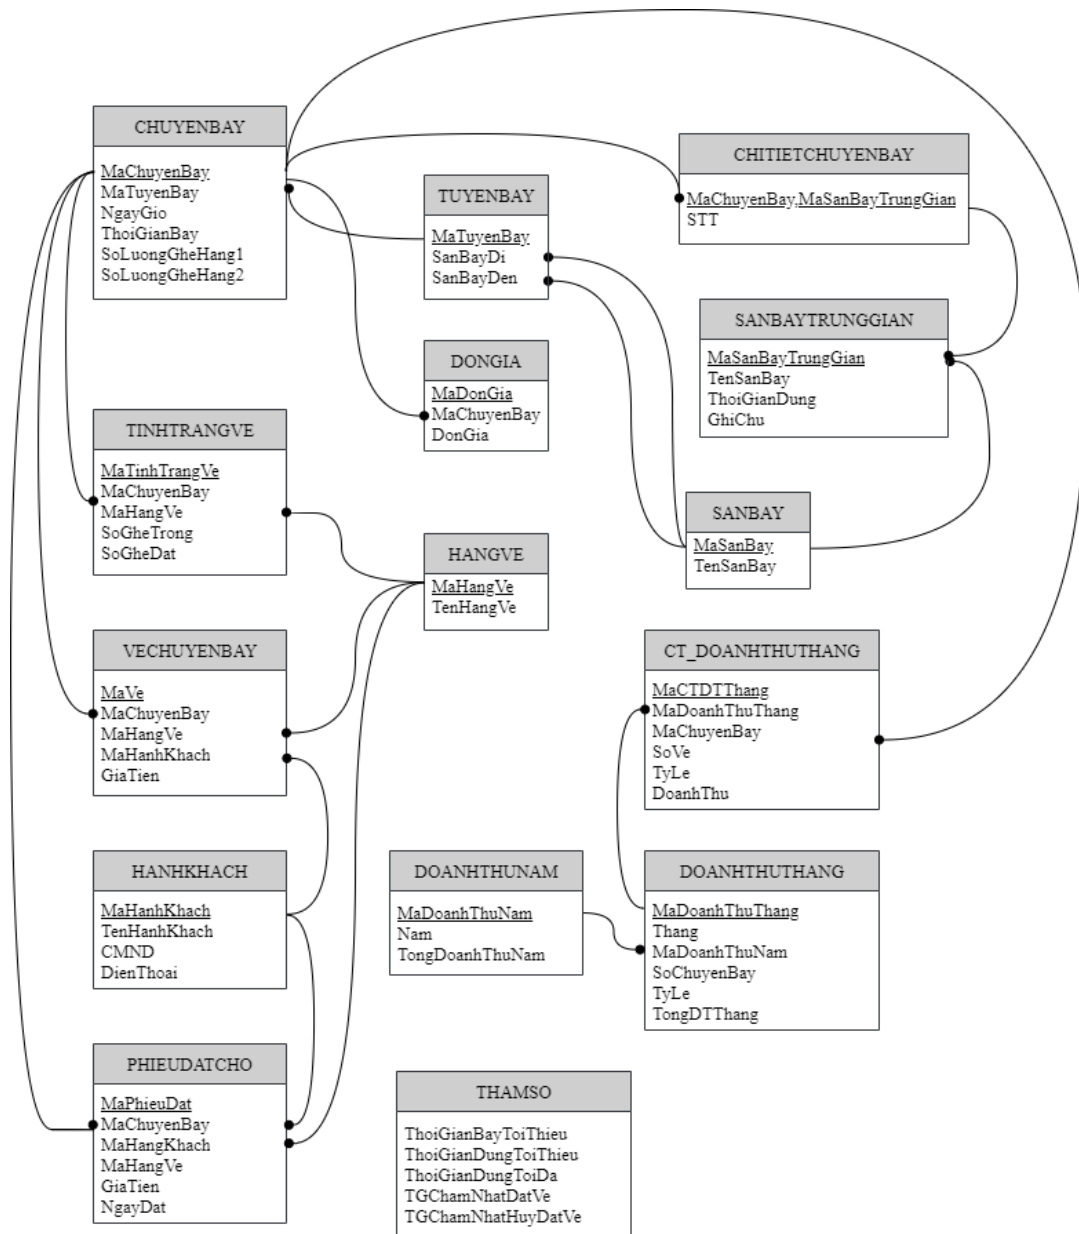 CHUYENBAY
MaChuyenBay
MaTuyenBay
NgayGio
ThoiGianBay
SoLuongGheHang1
SoLuongGheHang2
TUYENBAY
MaTuyenBay
SanBayDi
SanBayDen
CHITIETCHUYENBAY
MaChuyenBay,MaSanBayTrungGian
STT
SANBAYTRUNGGIAN
MaSanBayTrungGian
TenSanBay
ThoiGianDung
GhiChu
DONGIA
MaDonGia
MaChuyenBay
DonGia
TINHTRANGVE
MaTinhTrangVe
MaChuyenBay
MaHangVe
SoGheTrong
SoGheDat
HANGVE
MaHangVe
TenHangVe
SANBAY
MaSanBay
TenSanBay
VECHUYENBAY
MaVe
MaChuyenBay
MaHangVe
MaHanhKhach
GiaTien
CT_DOANHTHUTHANG
MaCTDTThang
MaDoanhThuThang
MaChuyenBay
SoVe
TyLe
DoanhThu
HANHKHACH
MaHanhKhach
TenHanhKhach
CMND
DienThoai
DOANHTHUNAM
MaDoanhThuNam
Nam
TongDoanhThuNam
DOANHTHUTHANG
MaDoanhThuThang
Thang
MaDoanhThuNam
SoChuyenBay
TyLe
TongDTThang
PHIEUDATCHO
MaPhieuDat
MaChuyenBay
MaHangKhach
MaHangVe
GiaTien
NgayDat
THAMSO
ThoiGianBayToiThieu
ThoiGianDungToiThieu
ThoiGianDungToiDa
TGChamNhatDatVe
TGChamNhatHuyDatVe